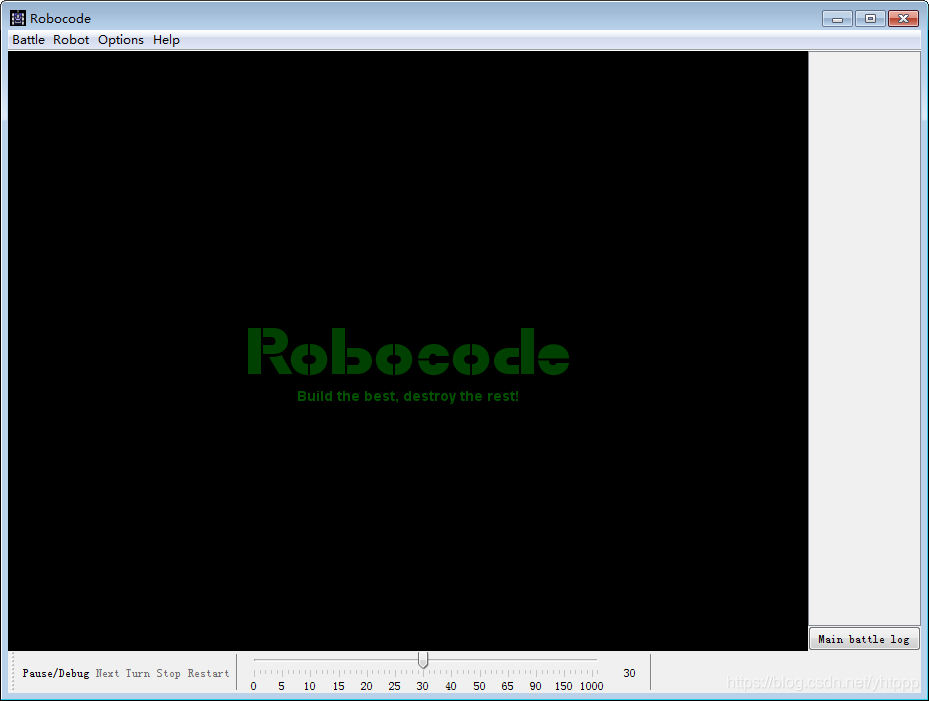 Robocode
Battle Robot Options Help
Robocode
Build the best, destroy the rest!
Main battle log
Pause/Debug Next Turn Stop Restart
30
0 5 10 15 20 25 30 40 50 65 90 150 1000
https://blog.csdn.net/yhtppp